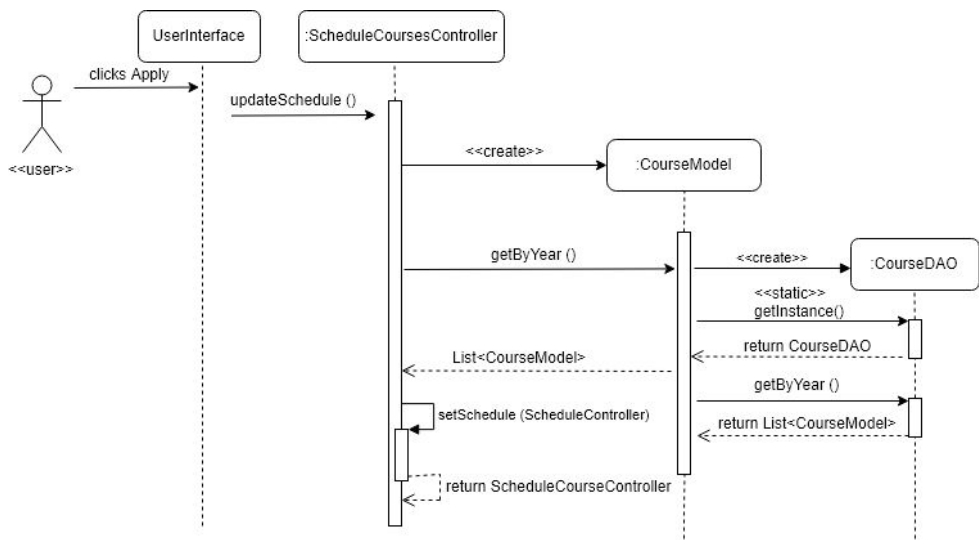 UserInterface
:ScheduleCoursesController
clicks Apply
updateSchedule ()
<<user>>
<<create>>
:CourseModel
getByYear ()
<<create>>
:CourseDAO
<<static>>
getInstance()
return CourseDAO
List<CourseModel>
getByYear ()
setSchedule (ScheduleController)
return List<CourseModel>
return ScheduleCourseController